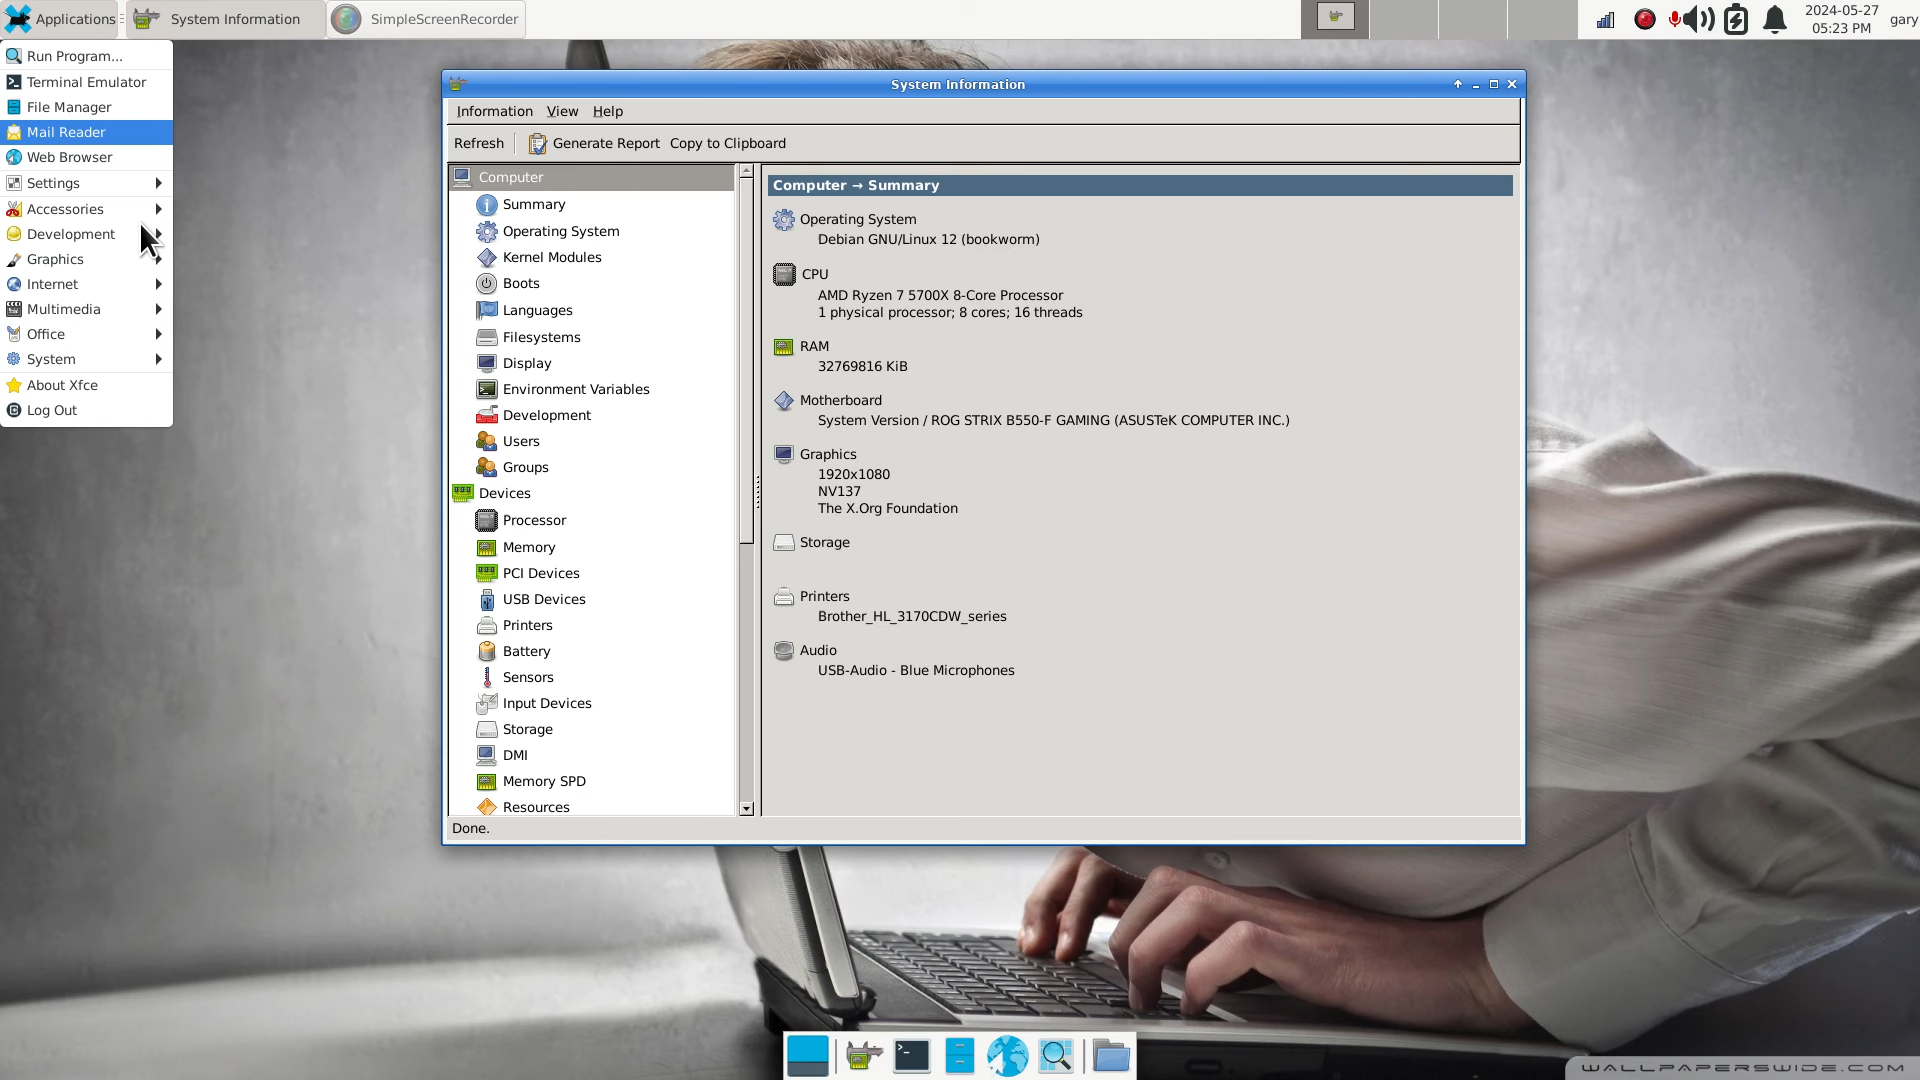 Applications
System Information
SimpleScreenRecorder
2024-05-27
05:23 PM
gary
Run Program...
Terminal Emulator
File Manager
Mail Reader
Web Browser
Settings
Accessories
Development
Graphics
Internet
Multimedia
Office
System
About Xfce
Log Out
System Information
Information View Help
Refresh Generate Report Copy to Clipboard
Computer
Summary
Operating System
Kernel Modules
Boots
Languages
Filesystems
Display
Environment Variables
Development
Users
Groups
Devices
Processor
Memory
PCI Devices
USB Devices
Printers
Battery
Sensors
Input Devices
Storage
DMI
Memory SPD
Resources
Computer → Summary
Operating System
Debian GNU/Linux 12 (bookworm)
CPU
AMD Ryzen 7 5700X 8-Core Processor
1 physical processor; 8 cores; 16 threads
RAM
32769816 KiB
Motherboard
System Version / ROG STRIX B550-F GAMING (ASUSTeK COMPUTER INC.)
Graphics
1920x1080
NV137
The X.Org Foundation
Storage
Printers
Brother_HL_3170CDW_series
Audio
USB-Audio - Blue Microphones
Done.
WALLPAPERSWIDE.COM